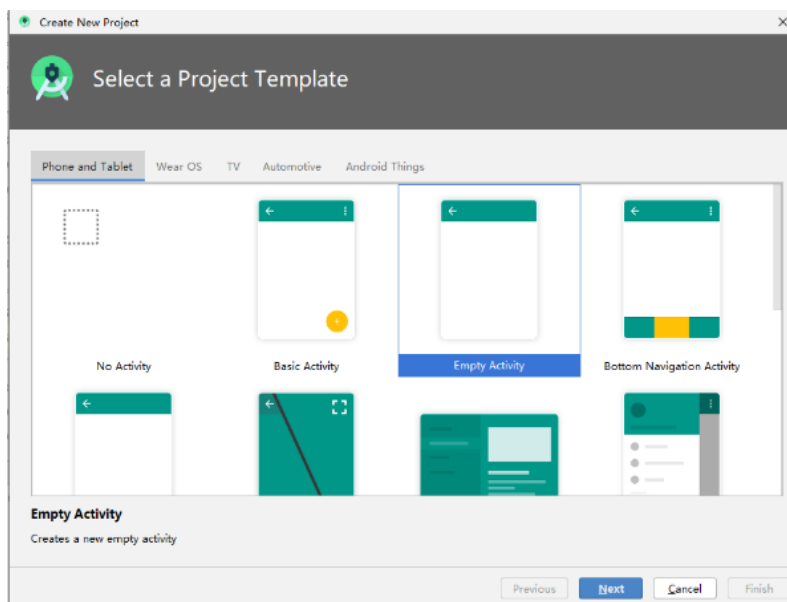 Create New Project
Select a Project Template
Phone and Tablet Wear OS TV Automotive Android Things
No Activity Basic Activity Empty Activity Bottom Navigation Activity
Empty Activity
Creates a new empty activity
Previous Next Cancel Finish